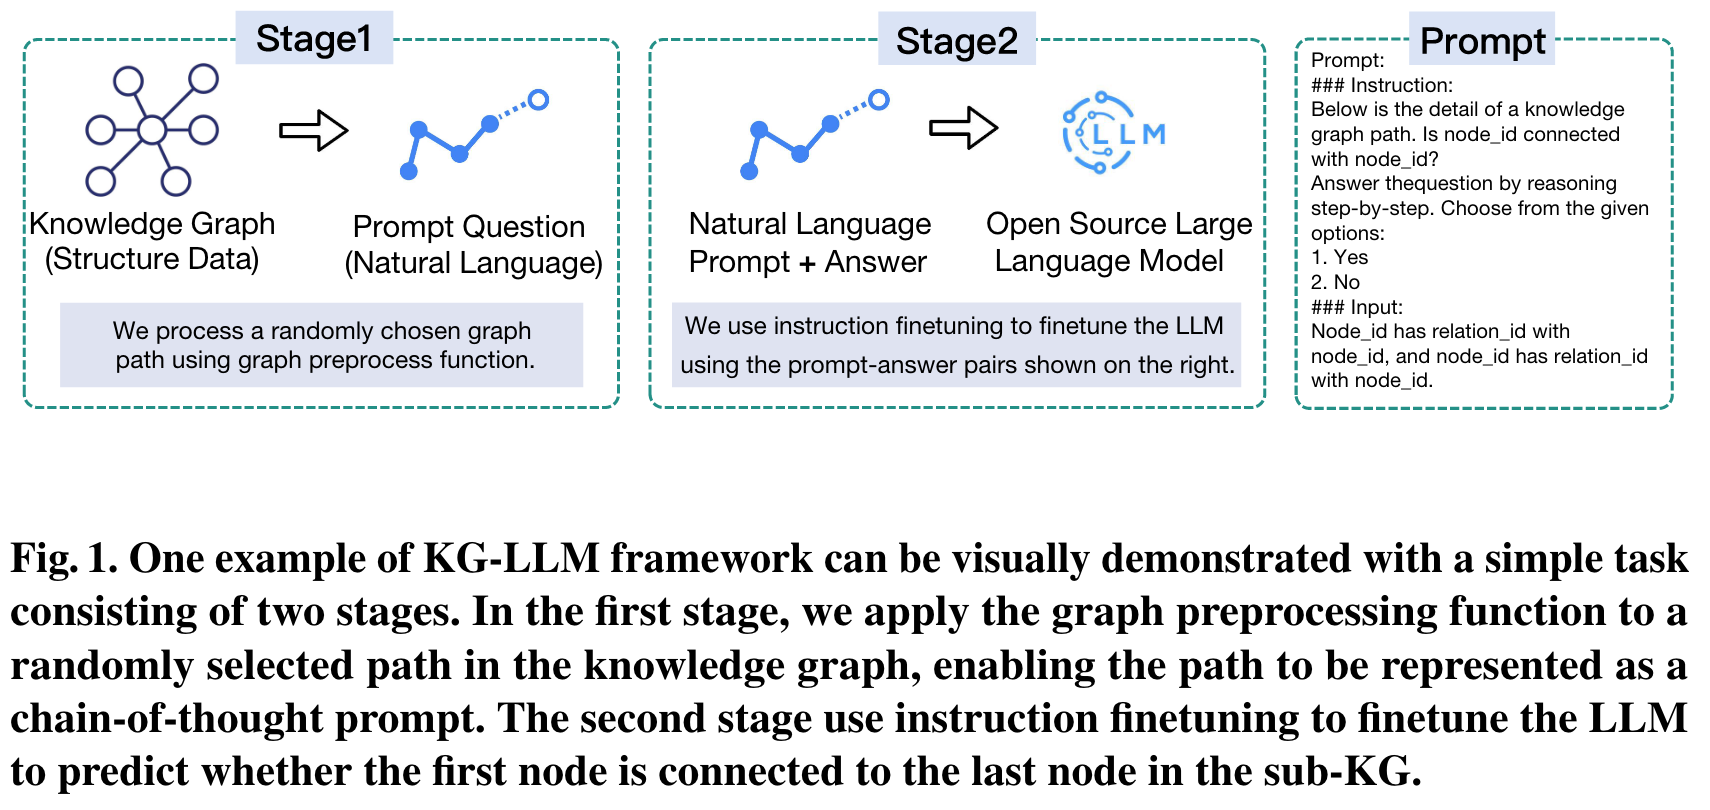 Stage1
Knowledge Graph
(Structure Data)
Prompt Question
(Natural Language)
We process a randomly chosen graph
path using graph preprocess function.
Stage2
LLM
Natural Language
Prompt + Answer
Open Source Large
Language Model
We use instruction finetuning to finetune the LLM
using the prompt-answer pairs shown on the right.
Prompt
Prompt:
### Instruction:
Below is the detail of a knowledge
graph path. Is node_id connected
with node_id?
Answer thequestion by reasoning
step-by-step. Choose from the given
options:
1. Yes
2. No
### Input:
Node_id has relation_id with
node_id, and node_id has relation_id
with node_id.
Fig. 1. One example of KG-LLM framework can be visually demonstrated with a simple task
consisting of two stages. In the first stage, we apply the graph preprocessing function to a
randomly selected path in the knowledge graph, enabling the path to be represented as a
chain-of-thought prompt. The second stage use instruction finetuning to finetune the LLM
to predict whether the first node is connected to the last node in the sub-KG.